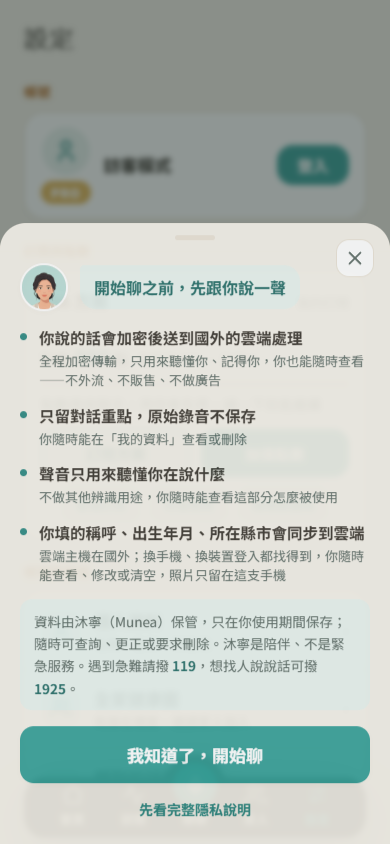 設定
訪客模式
登入
開始聊之前，先跟你說一聲
你說的話會加密後送到國外的雲端處理
全程加密傳輸，只用來聽懂你、記得你，你也能隨時查看
——不外流、不販售、不做廣告
只留對話重點，原始錄音不保存
你隨時能在「我的資料」查看或刪除
聲音只用來聽懂你在說什麼
不做其他辨識用途，你隨時能查看這部分怎麼被使用
你填的稱呼、出生年月、所在縣市會同步到雲端
雲端主機在國外；換手機、換裝置登入都找得到，你隨時
能查看、修改或清空，照片只留在這支手機
資料由沐寧（Munea）保管，只在你使用期間保存；
隨時可查詢、更正或要求刪除。沐寧是陪伴、不是緊
急服務。遇到急難請撥 119，想找人說說話可撥
1925。
我知道了，開始聊
先看完整隱私說明